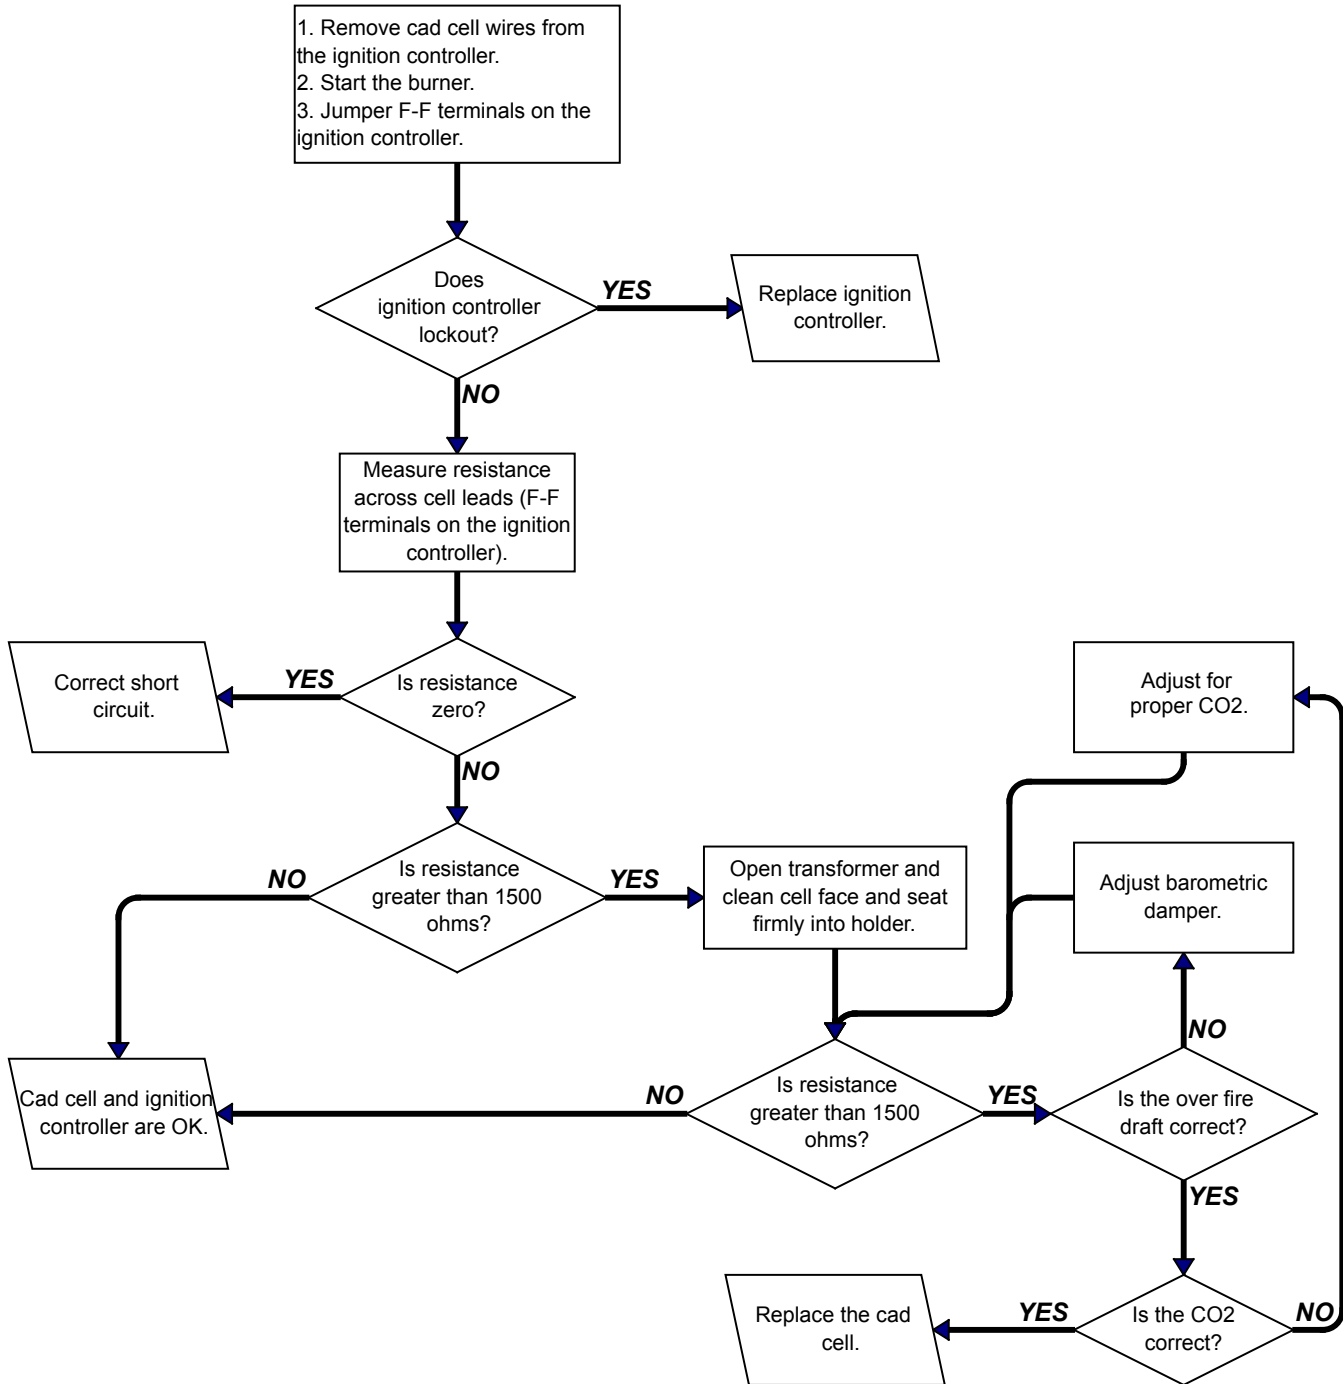 1. Remove cad cell wires from
the ignition controller.
2. Start the burner.
3. Jumper F-F terminals on the
ignition controller.
Does
ignition controller
lockout?
YES
Replace ignition
controller.
NO
Measure resistance
across cell leads (F-F
terminals on the ignition
controller).
Correct short
circuit.
YES
Is resistance
zero?
Adjust for
proper CO2.
NO
NO
Is resistance
greater than 1500
ohms?
YES
Open transformer and
clean cell face and seat
firmly into holder.
Adjust barometric
damper.
NO
Cad cell and ignition
controller are OK.
NO
Is resistance
greater than 1500
ohms?
YES
Is the over fire
draft correct?
YES
Replace the cad
cell.
YES
Is the CO2
correct?
NO